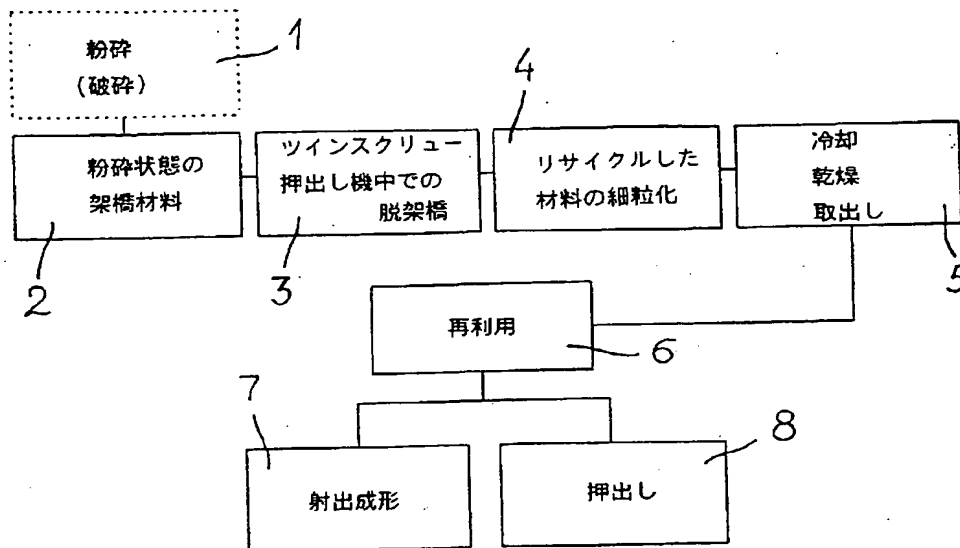 粉砕
(破砕)
1
粉砕状態の
架橋材料
2
ツインスクリュー
押出し機中での
脱架橋
3
4
リサイクルした
材料の細粒化
冷却
乾燥
取出し
5
再利用
6
7
射出成形
8
押出し